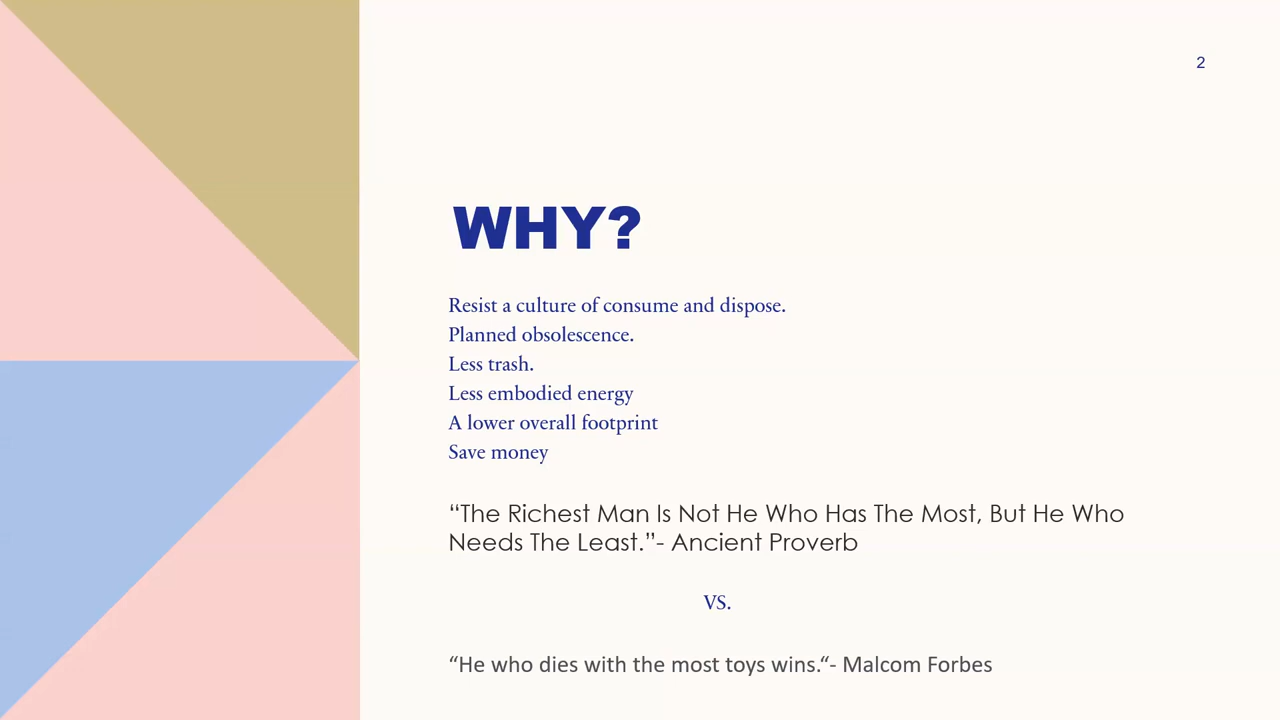 2
WHY?
Resist a culture of consume and dispose.
Planned obsolescence.
Less trash.
Less embodied energy
A lower overall footprint
Save money
“The Richest Man Is Not He Who Has The Most, But He Who
Needs The Least.”- Ancient Proverb
VS.
“He who dies with the most toys wins.“- Malcom Forbes